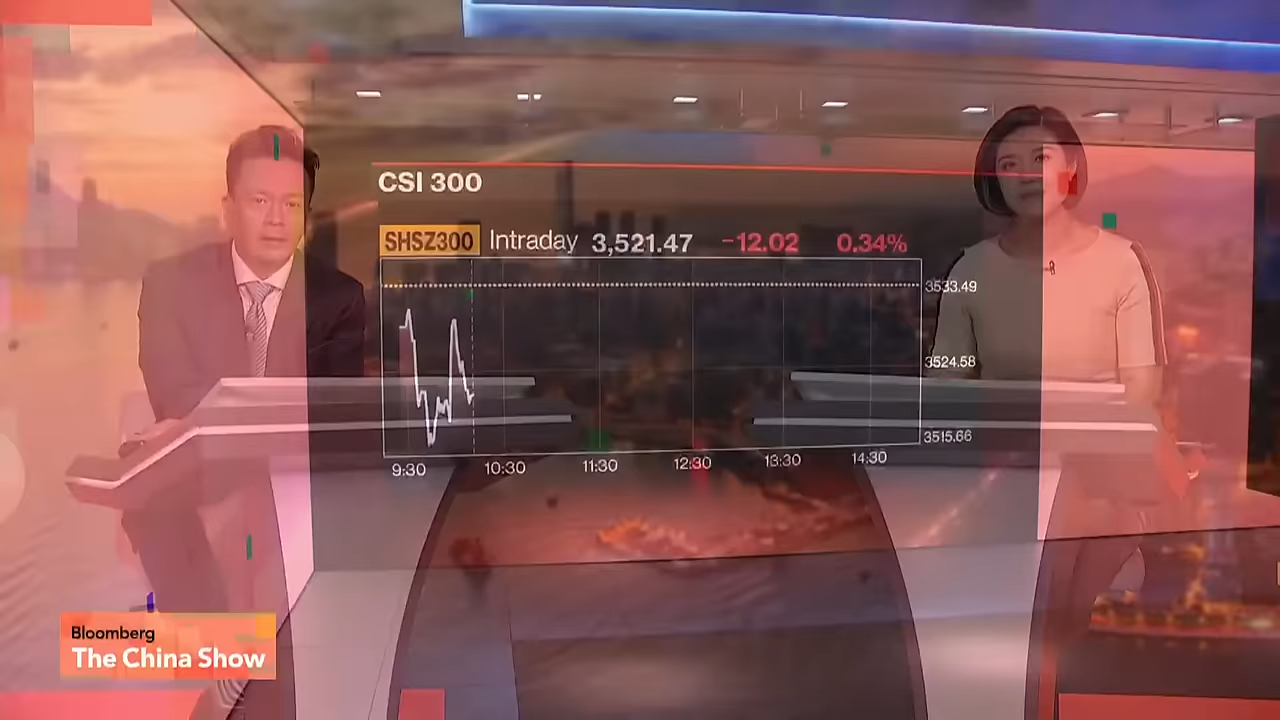 CSI 300
SHSZ300 Intraday 3,521.47 -12.02 0.34%
3533.49
3524.58
3515.66
9:30 10:30 11:30 12:30 13:30 14:30
Bloomberg
The China Show